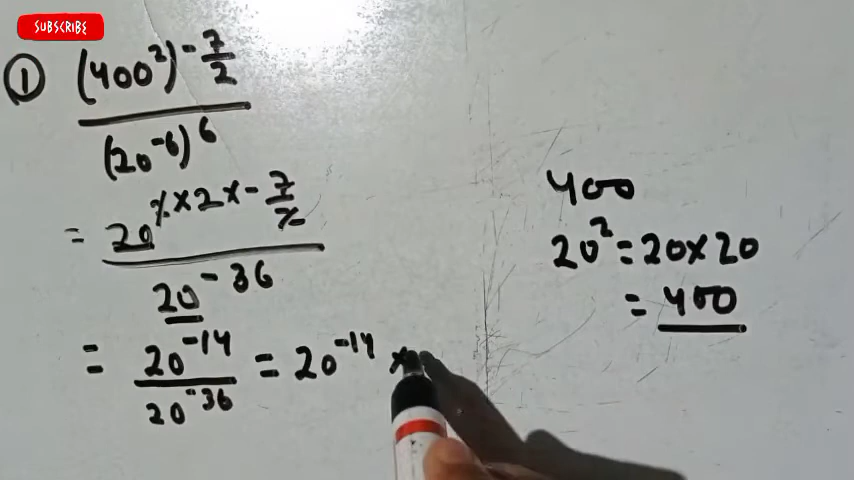 SUBSCRIBE
① (400²)^-7/2
(20^-6)^6
= 20^2×2×-7/2
20^-36
= 20^-14 / 20^-36 = 20^-14 ×
400
20² = 20×20
= 400